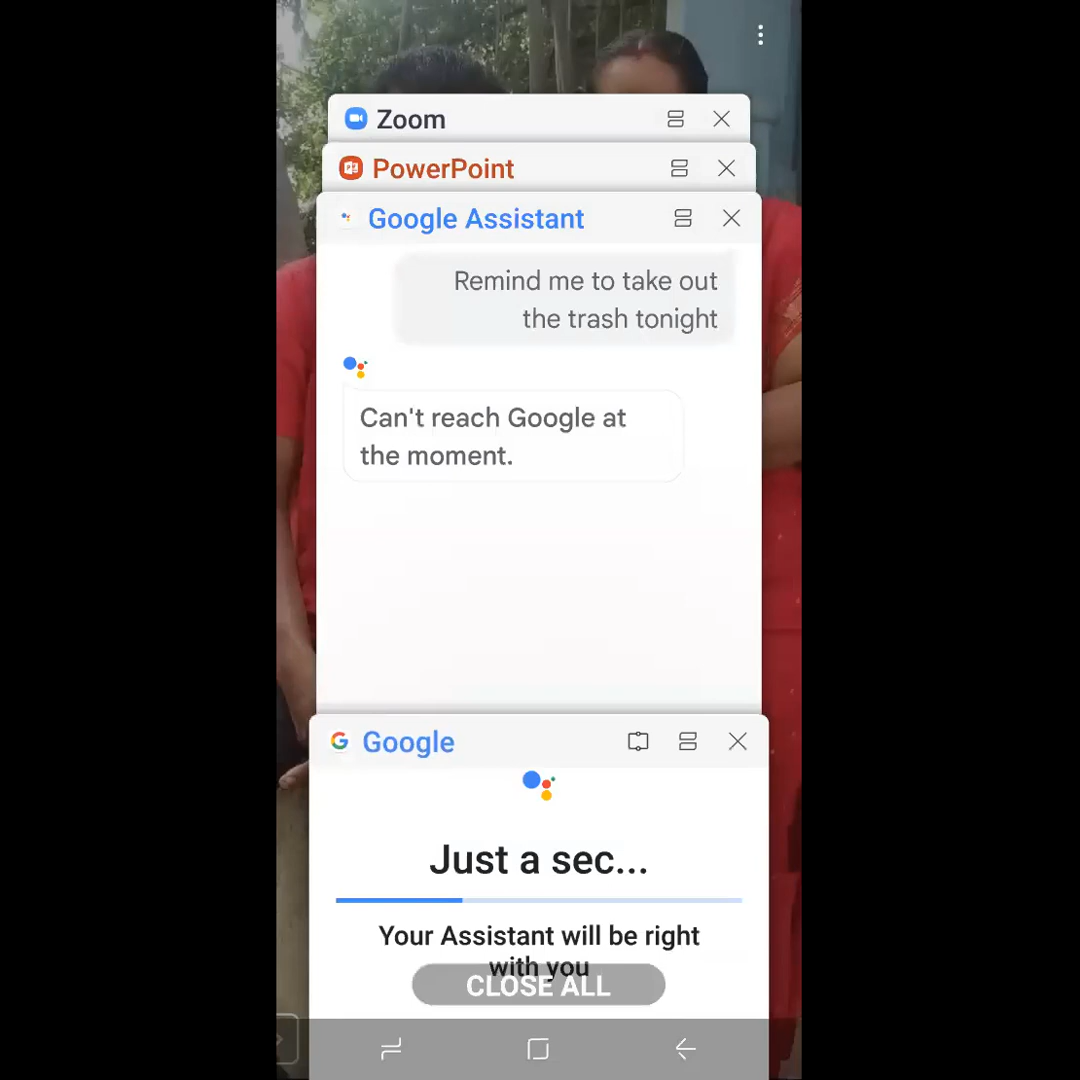 Zoom
PowerPoint
Google Assistant
Remind me to take out
the trash tonight
Can't reach Google at
the moment.
Google
Just a sec...
Your Assistant will be right
with you
CLOSE ALL